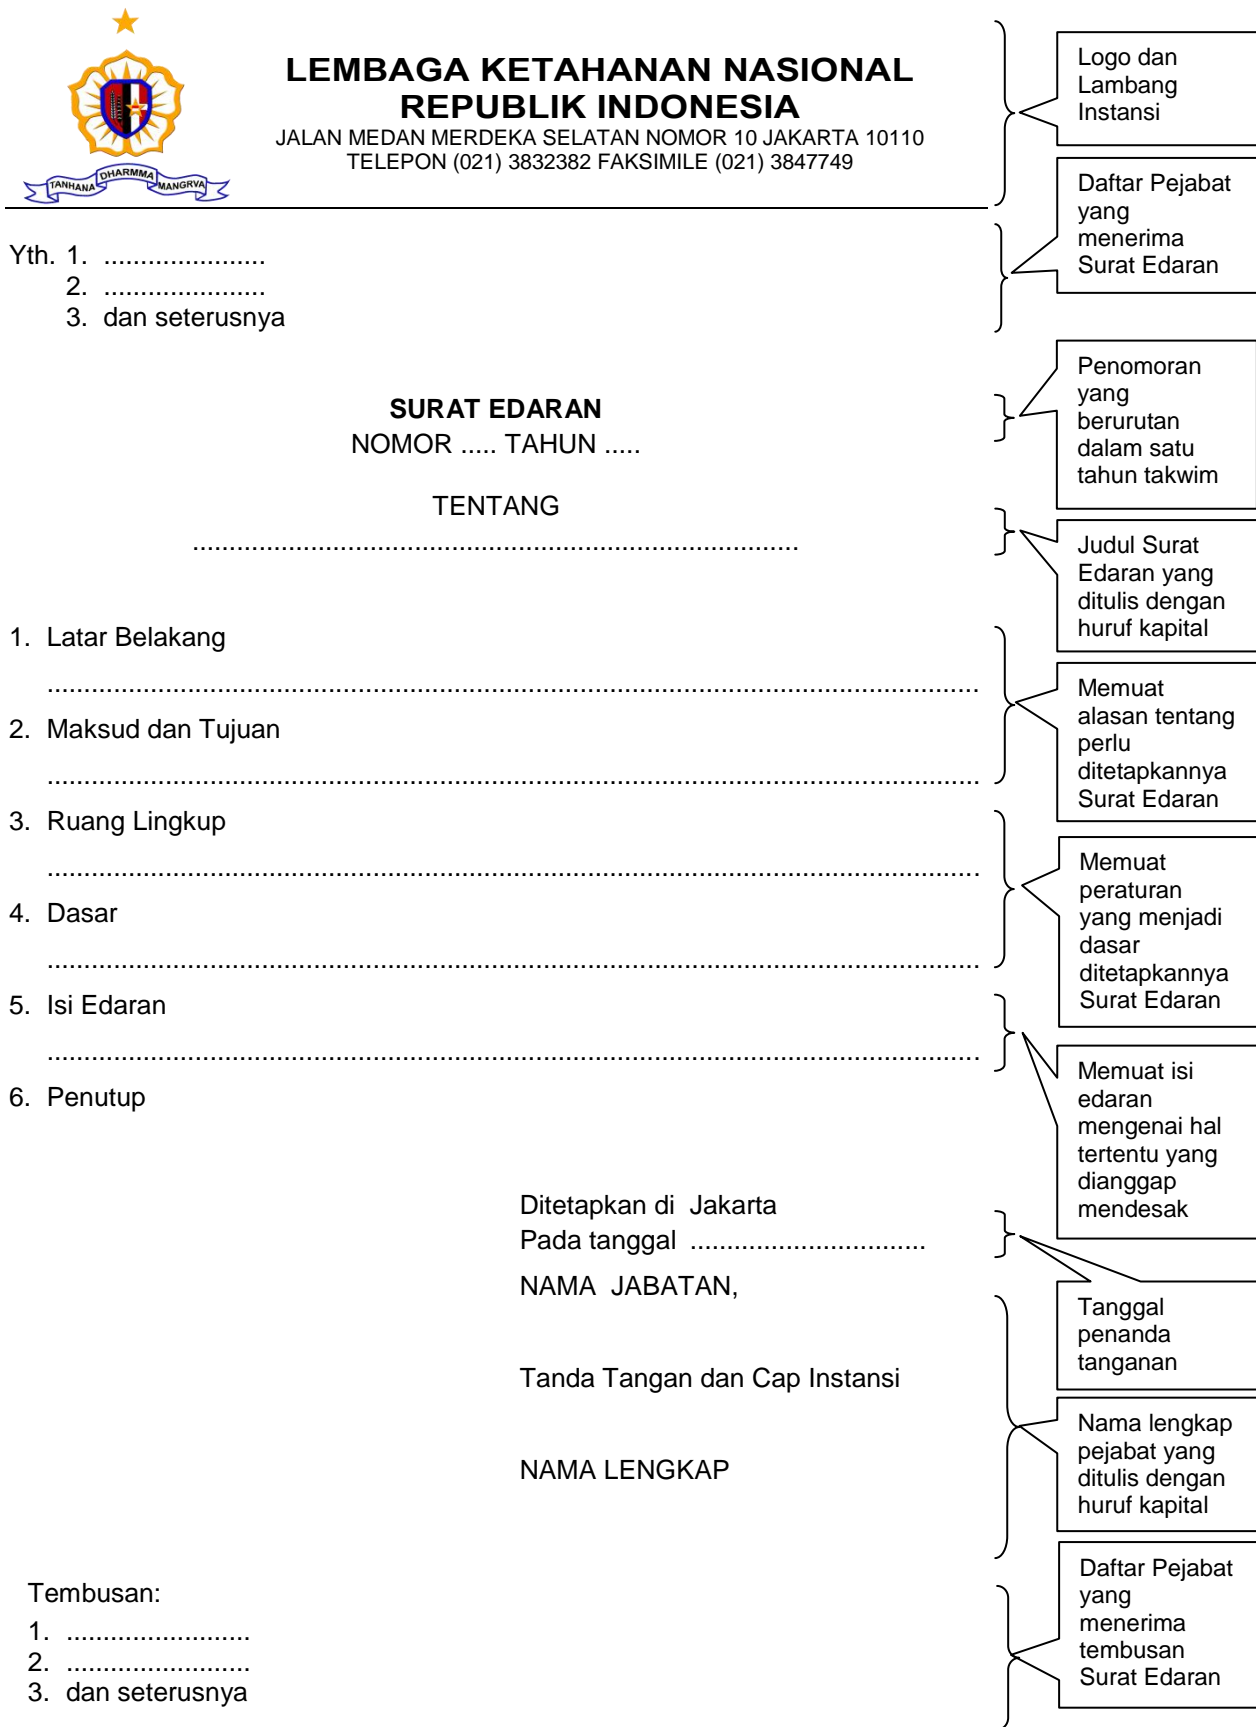 LEMBAGA KETAHANAN NASIONAL
REPUBLIK INDONESIA
JALAN MEDAN MERDEKA SELATAN NOMOR 10 JAKARTA 10110
TELEPON (021) 3832382 FAKSIMILE (021) 3847749
TANHANA DHARMMA MANGRVA
Logo dan
Lambang
Instansi
Yth. 1. ......................
2. ......................
3. dan seterusnya
Daftar Pejabat
yang
menerima
Surat Edaran
SURAT EDARAN
NOMOR ..... TAHUN .....
Penomoran
yang
berurutan
dalam satu
tahun takwim
TENTANG
..................................................................................
Judul Surat
Edaran yang
ditulis dengan
huruf kapital
1. Latar Belakang
..............................................................................................................................
2. Maksud dan Tujuan
..............................................................................................................................
Memuat
alasan tentang
perlu
ditetapkannya
Surat Edaran
3. Ruang Lingkup
..............................................................................................................................
4. Dasar
..............................................................................................................................
Memuat
peraturan
yang menjadi
dasar
ditetapkannya
Surat Edaran
5. Isi Edaran
..............................................................................................................................
6. Penutup
Memuat isi
edaran
mengenai hal
tertentu yang
dianggap
mendesak
Ditetapkan di Jakarta
Pada tanggal ................................
Tanggal
penanda
tanganan
NAMA JABATAN,
Tanda Tangan dan Cap Instansi
NAMA LENGKAP
Nama lengkap
pejabat yang
ditulis dengan
huruf kapital
Tembusan:
1. .........................
2. .........................
3. dan seterusnya
Daftar Pejabat
yang
menerima
tembusan
Surat Edaran